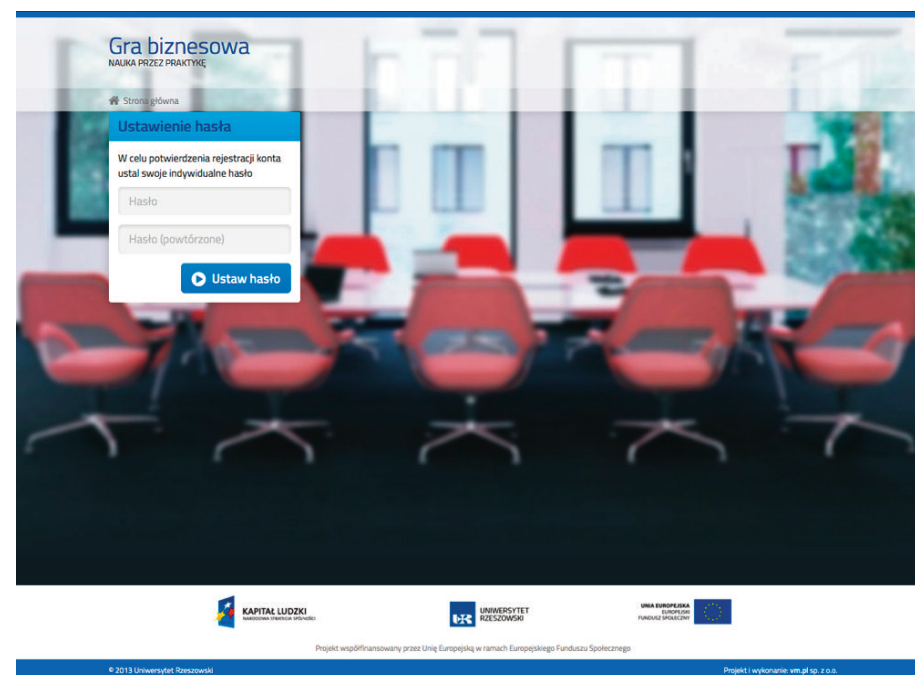 Gra biznesowa
NAUKA PRZEZ PRAKTYKĘ
Strona główna
Ustawienie hasła
W celu potwierdzenia rejestracji konta
ustal swoje indywidualne hasło
Hasło
Hasło (powtórzone)
Ustaw hasło
KAPITAŁ LUDZKI
NARODOWA STRATEGIA SPÓJNOŚCI
UR
UNIWERSYTET
RZESZOWSKI
UNIA EUROPEJSKA
EUROPEJSKI
FUNDUSZ SPOŁECZNY
Projekt współfinansowany przez Unię Europejską w ramach Europejskiego Funduszu Społecznego
© 2013 Uniwersytet Rzeszowski
Projekt i wykonanie: vm.pl sp. z o.o.